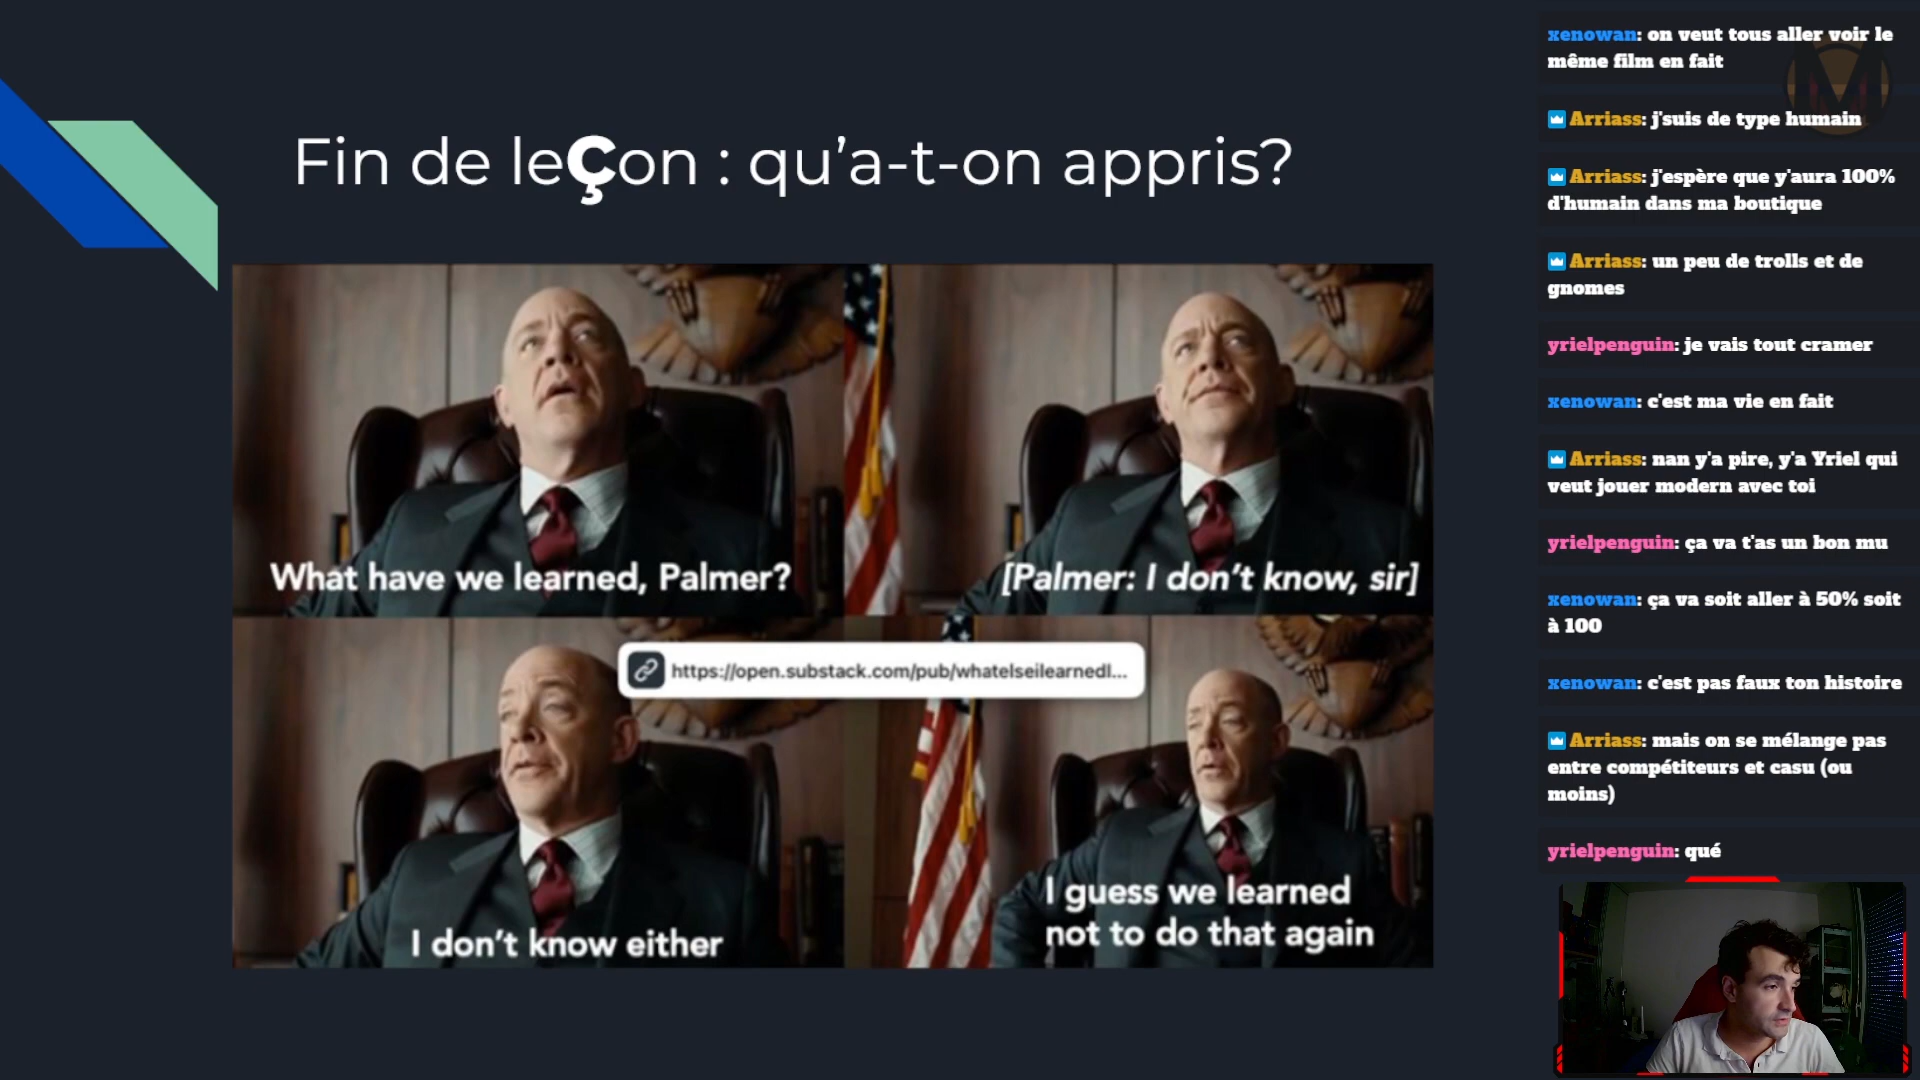 Fin de leÇon : qu’a-t-on appris?
What have we learned, Palmer?
[Palmer: I don’t know, sir]
https://open.substack.com/pub/whatelseilearnedl...
I don’t know either
I guess we learned
not to do that again
xenowan: on veut tous aller voir le
même film en fait
Arriass: j'suis de type humain
Arriass: j'espère que y'aura 100%
d'humain dans ma boutique
Arriass: un peu de trolls et de
gnomes
yrielpenguin: je vais tout cramer
xenowan: c'est ma vie en fait
Arriass: nan y'a pire, y'a Yriel qui
veut jouer modern avec toi
yrielpenguin: ça va t'as un bon mu
xenowan: ça va soit aller à 50% soit
à 100
xenowan: c'est pas faux ton histoire
Arriass: mais on se mélange pas
entre compétiteurs et casu (ou
moins)
yrielpenguin: qué
M